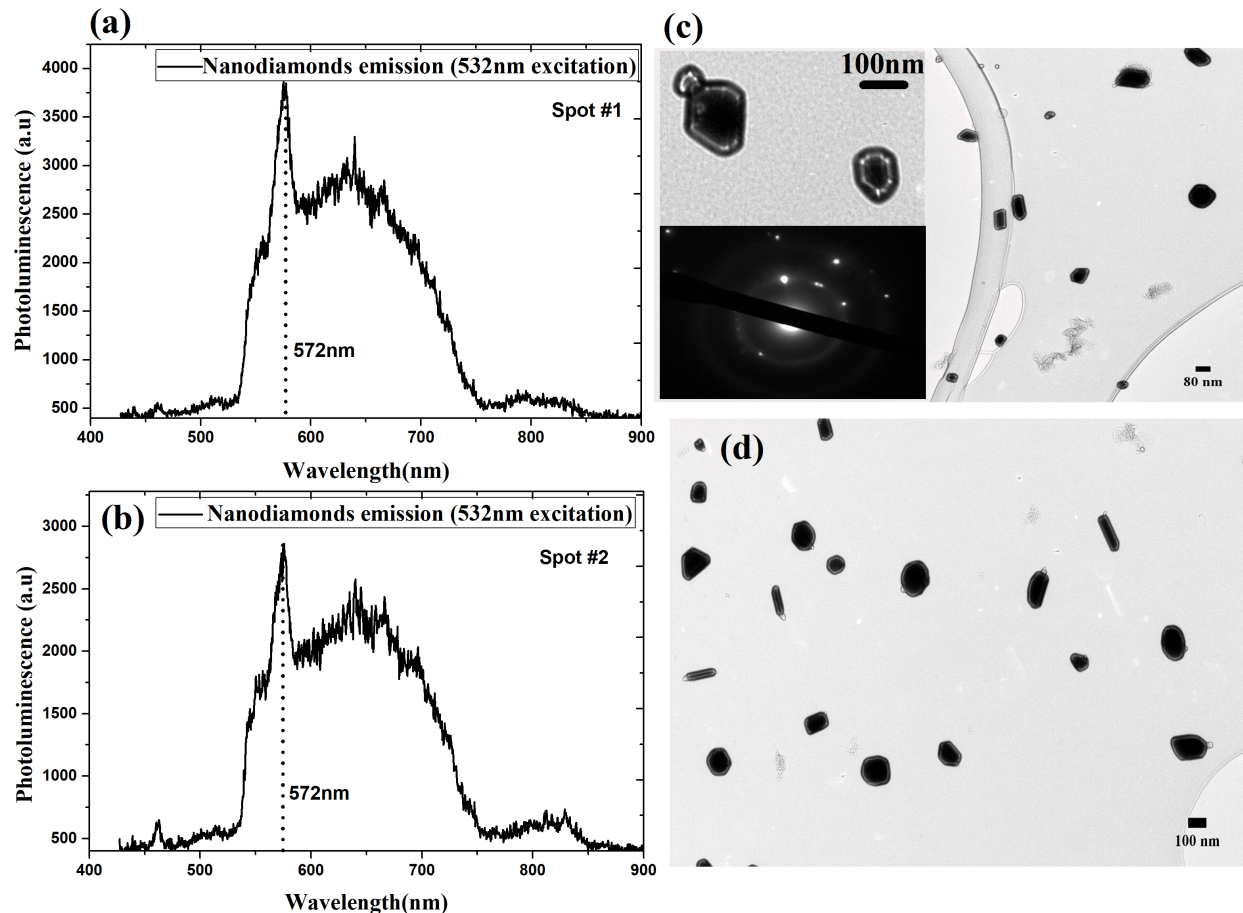 (a)
Nanodiamonds emission (532nm excitation)
Spot #1
572nm
Photoluminescence (a.u)
4000
3500
3000
2500
2000
1500
1000
500
400 500 600 700 800 900
Wavelength(nm)
(b)
Nanodiamonds emission (532nm excitation)
Spot #2
572nm
Photoluminescence (a.u)
3000
2500
2000
1500
1000
500
400 500 600 700 800 900
Wavelength(nm)
(c)
100nm
80 nm
(d)
100 nm